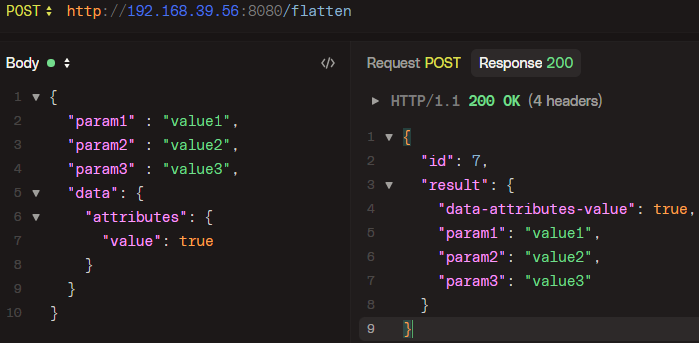 POST http://192.168.39.56:8080/flatten
Body
</>
1 {
2 "param1" : "value1",
3 "param2" : "value2",
4 "param3" : "value3",
5 "data": {
6 "attributes": {
7 "value": true
8 }
9 }
10 }
Request POST Response 200
HTTP/1.1 200 OK (4 headers)
1 {
2 "id": 7,
3 "result": {
4 "data-attributes-value": true,
5 "param1": "value1",
6 "param2": "value2",
7 "param3": "value3"
8 }
9 }